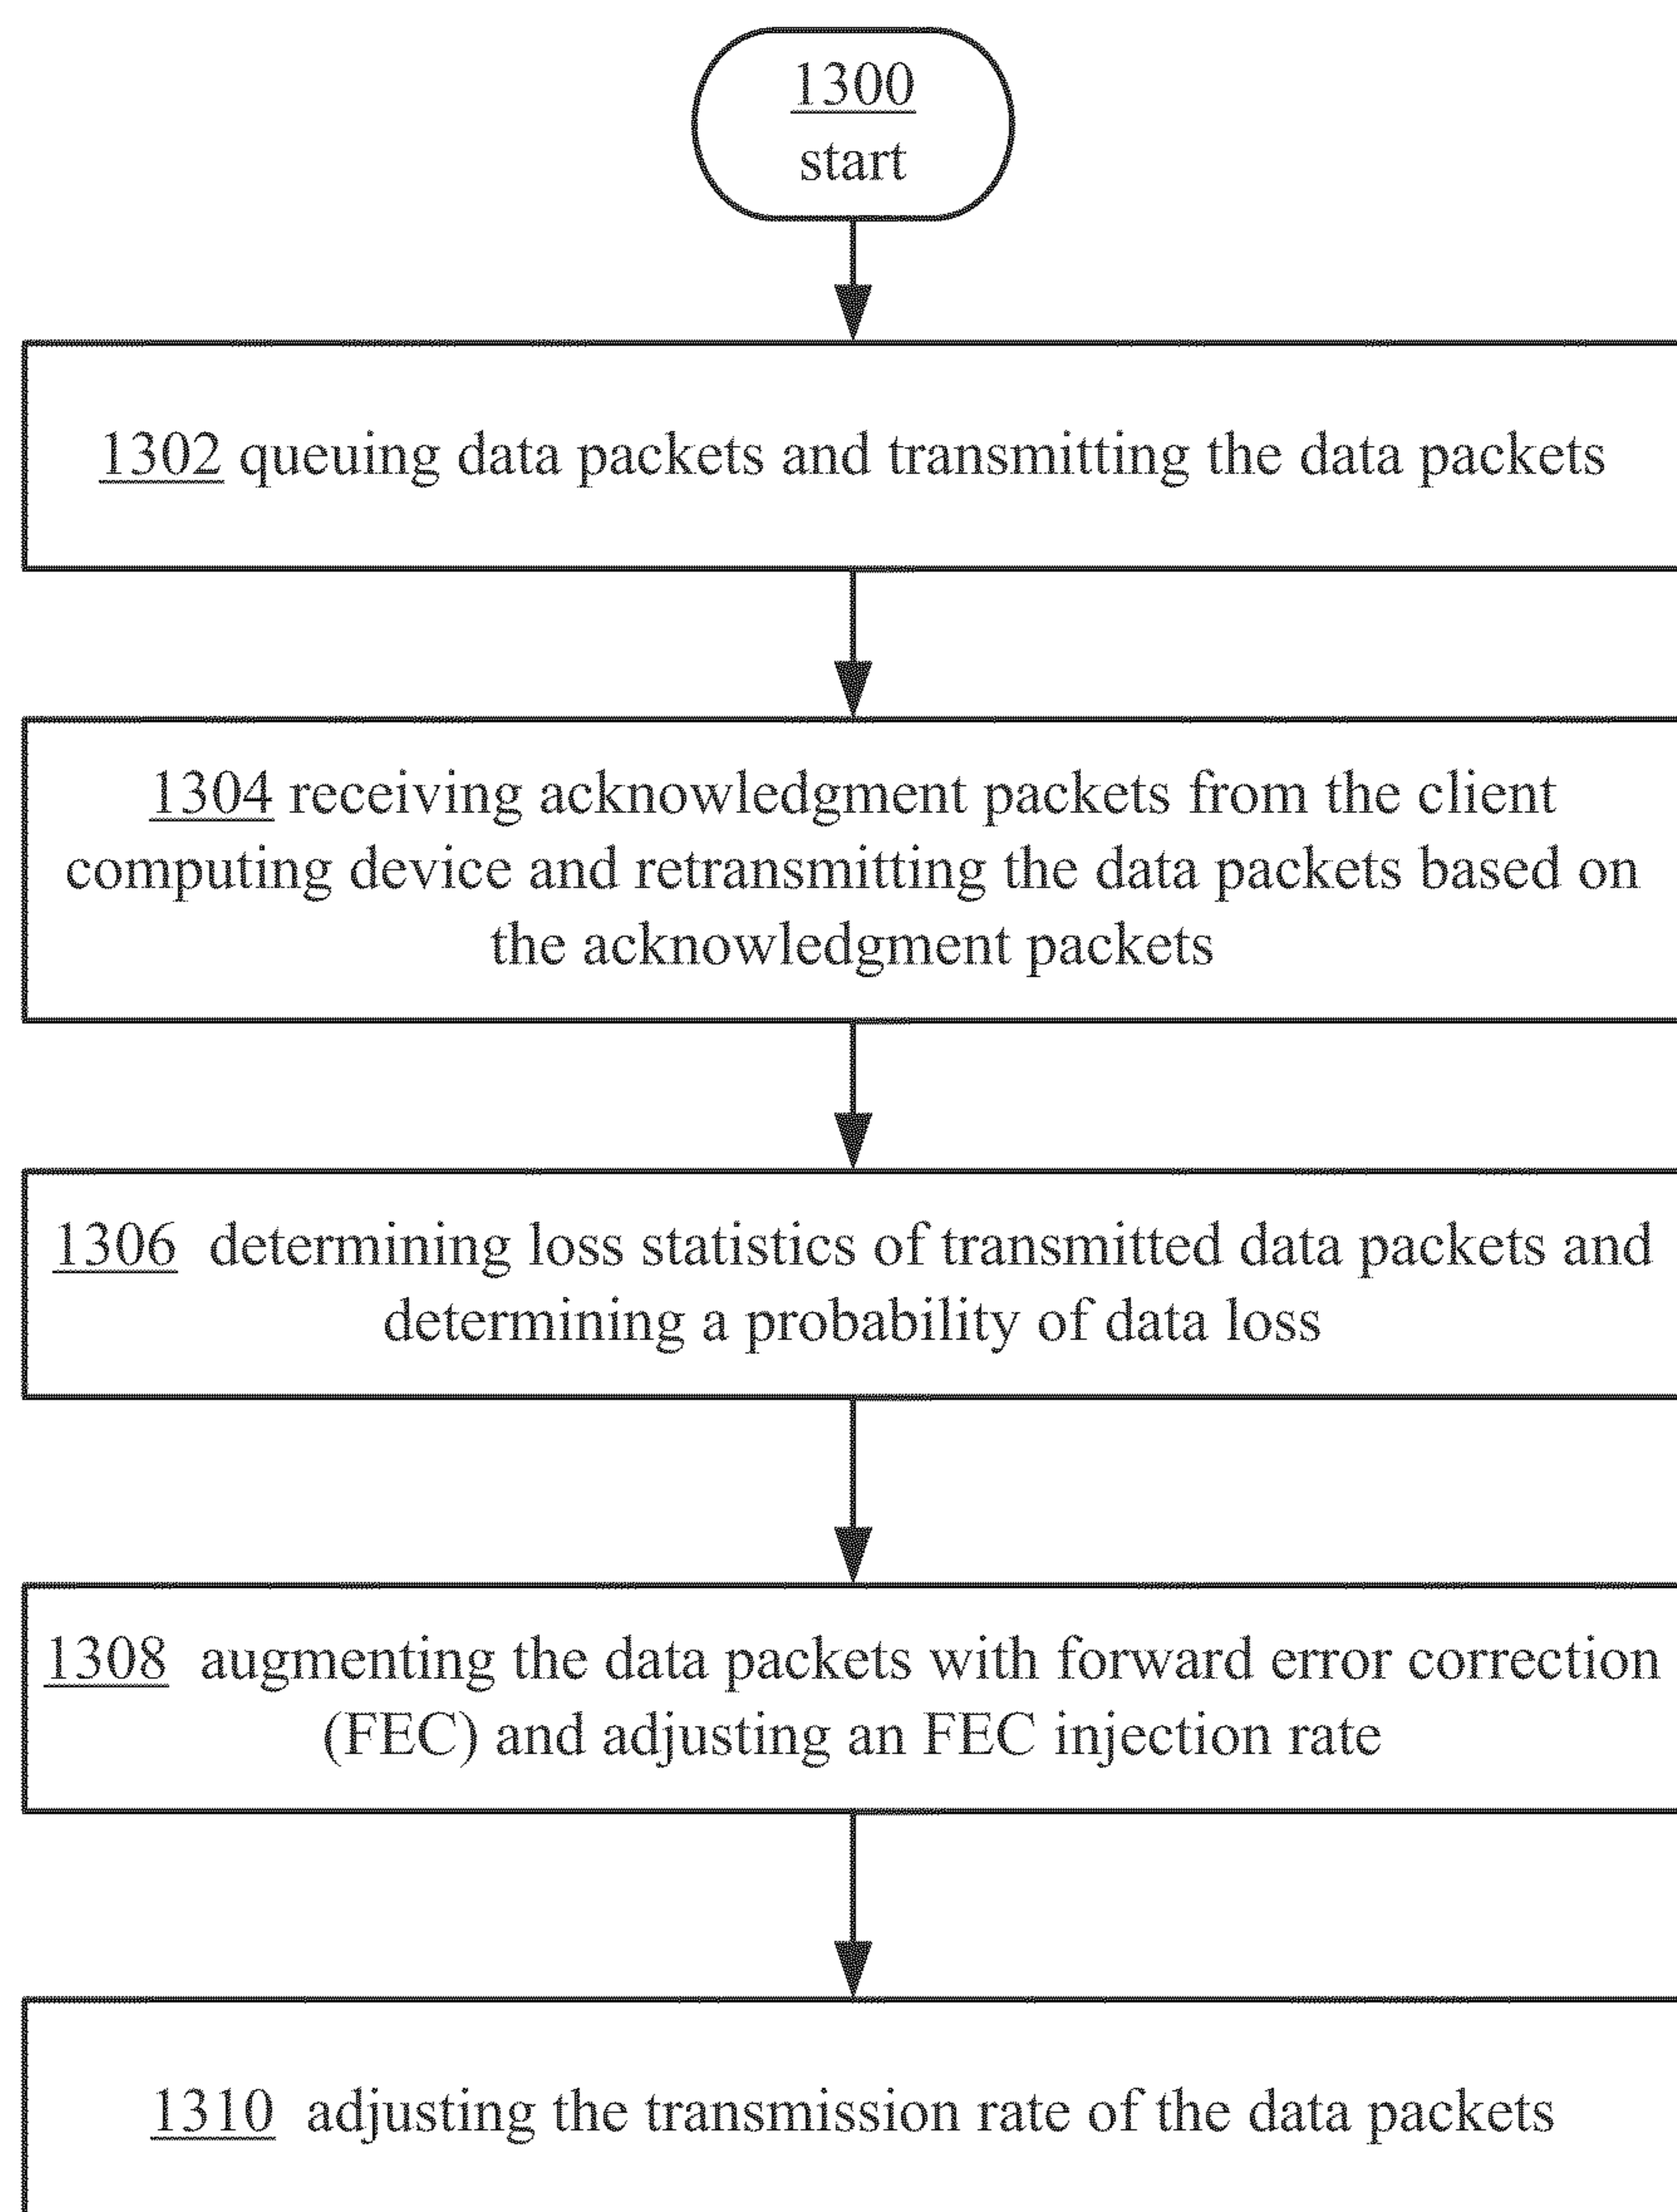 1300
start
1302 queuing data packets and transmitting the data packets
1304 receiving acknowledgment packets from the client
computing device and retransmitting the data packets based on
the acknowledgment packets
1306 determining loss statistics of transmitted data packets and
determining a probability of data loss
1308 augmenting the data packets with forward error correction
(FEC) and adjusting an FEC injection rate
1310 adjusting the transmission rate of the data packets